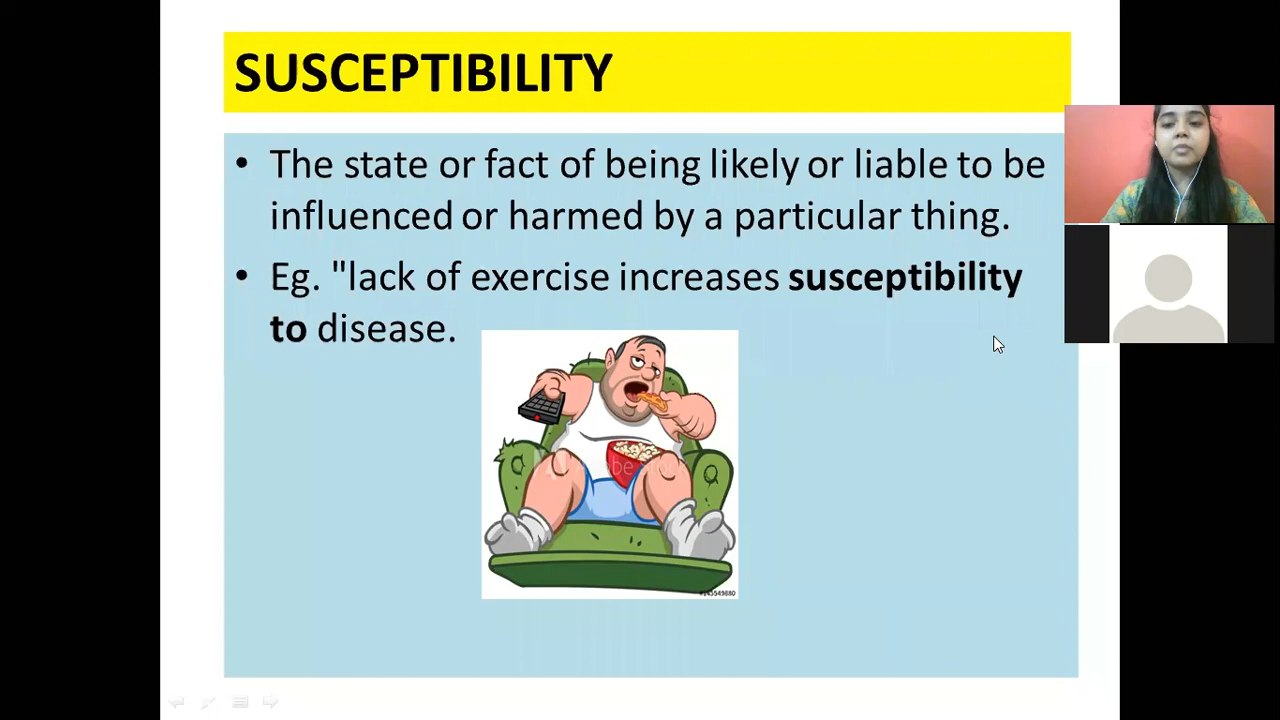 SUSCEPTIBILITY
• The state or fact of being likely or liable to be
influenced or harmed by a particular thing.
• Eg. "lack of exercise increases susceptibility
to disease.